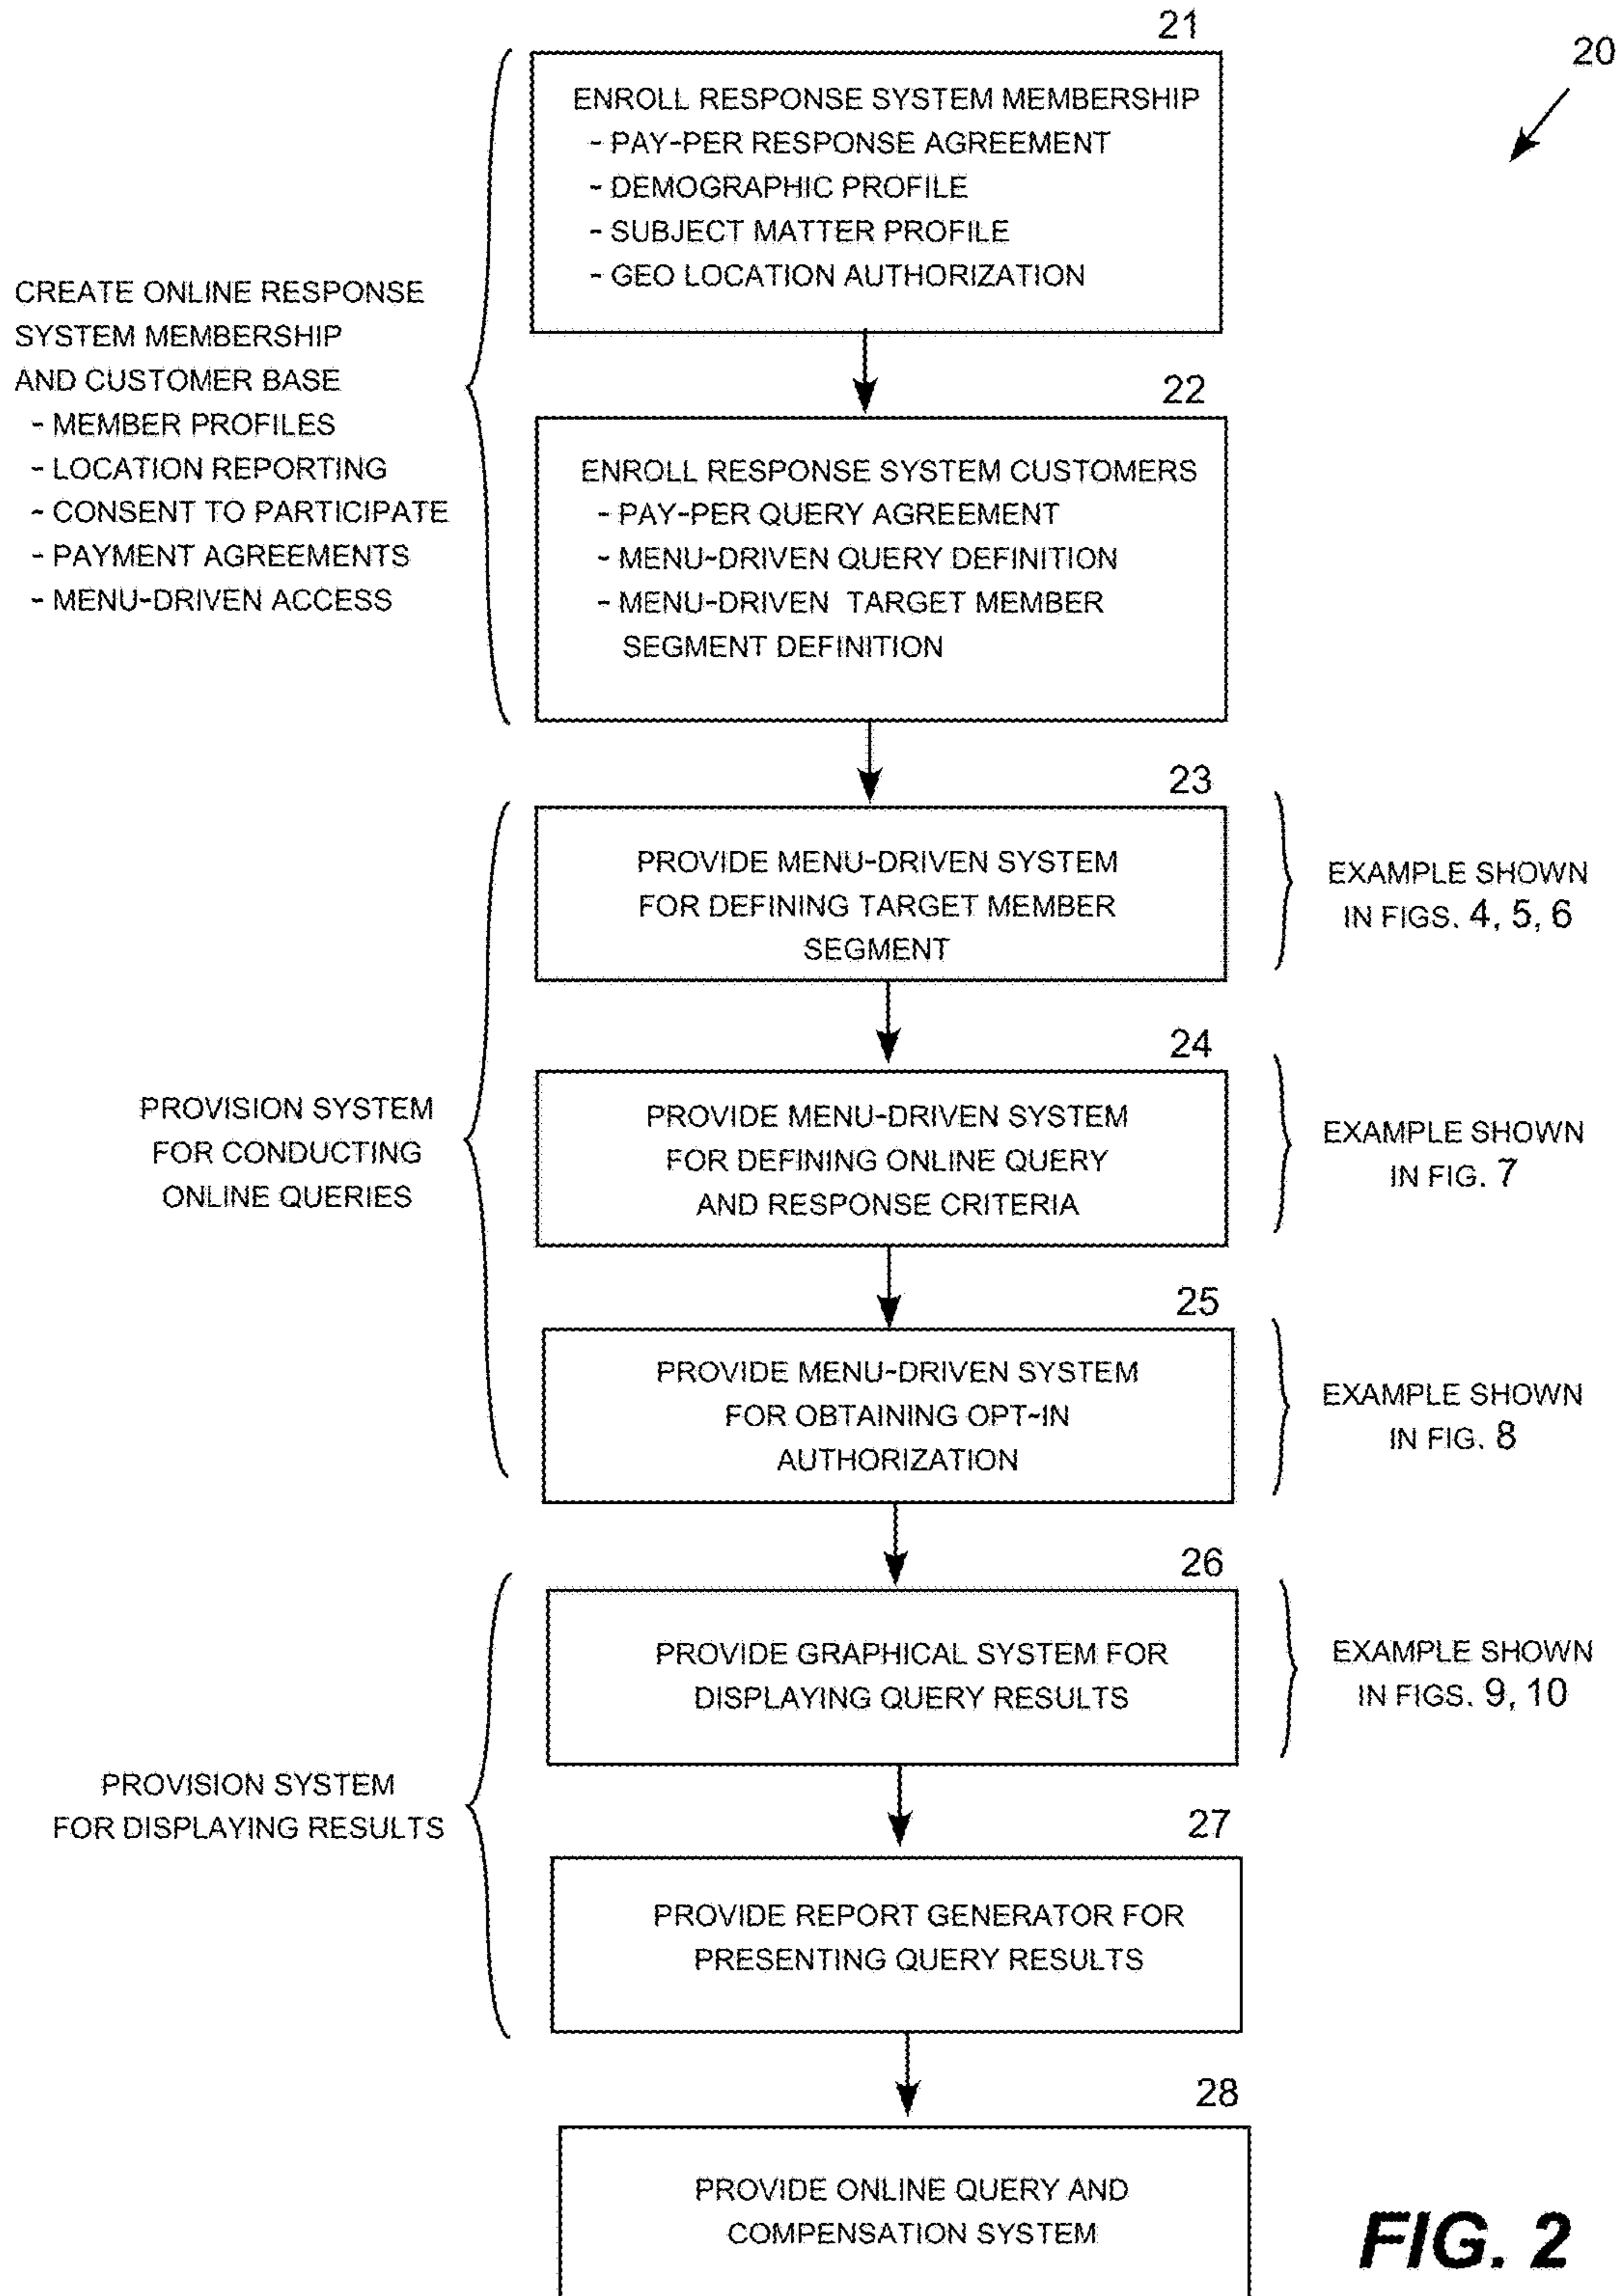 21
20
ENROLL RESPONSE SYSTEM MEMBERSHIP
- PAY-PER RESPONSE AGREEMENT
- DEMOGRAPHIC PROFILE
- SUBJECT MATTER PROFILE
- GEO LOCATION AUTHORIZATION
CREATE ONLINE RESPONSE
SYSTEM MEMBERSHIP
AND CUSTOMER BASE
- MEMBER PROFILES
- LOCATION REPORTING
- CONSENT TO PARTICIPATE
- PAYMENT AGREEMENTS
- MENU-DRIVEN ACCESS
22
ENROLL RESPONSE SYSTEM CUSTOMERS
- PAY-PER QUERY AGREEMENT
- MENU-DRIVEN QUERY DEFINITION
- MENU-DRIVEN TARGET MEMBER
SEGMENT DEFINITION
23
PROVIDE MENU-DRIVEN SYSTEM
FOR DEFINING TARGET MEMBER
SEGMENT
EXAMPLE SHOWN
IN FIGS. 4, 5, 6
PROVISION SYSTEM
FOR CONDUCTING
ONLINE QUERIES
24
PROVIDE MENU-DRIVEN SYSTEM
FOR DEFINING ONLINE QUERY
AND RESPONSE CRITERIA
EXAMPLE SHOWN
IN FIG. 7
25
PROVIDE MENU-DRIVEN SYSTEM
FOR OBTAINING OPT-IN
AUTHORIZATION
EXAMPLE SHOWN
IN FIG. 8
26
PROVIDE GRAPHICAL SYSTEM FOR
DISPLAYING QUERY RESULTS
EXAMPLE SHOWN
IN FIGS. 9, 10
PROVISION SYSTEM
FOR DISPLAYING RESULTS
27
PROVIDE REPORT GENERATOR FOR
PRESENTING QUERY RESULTS
28
PROVIDE ONLINE QUERY AND
COMPENSATION SYSTEM
FIG. 2